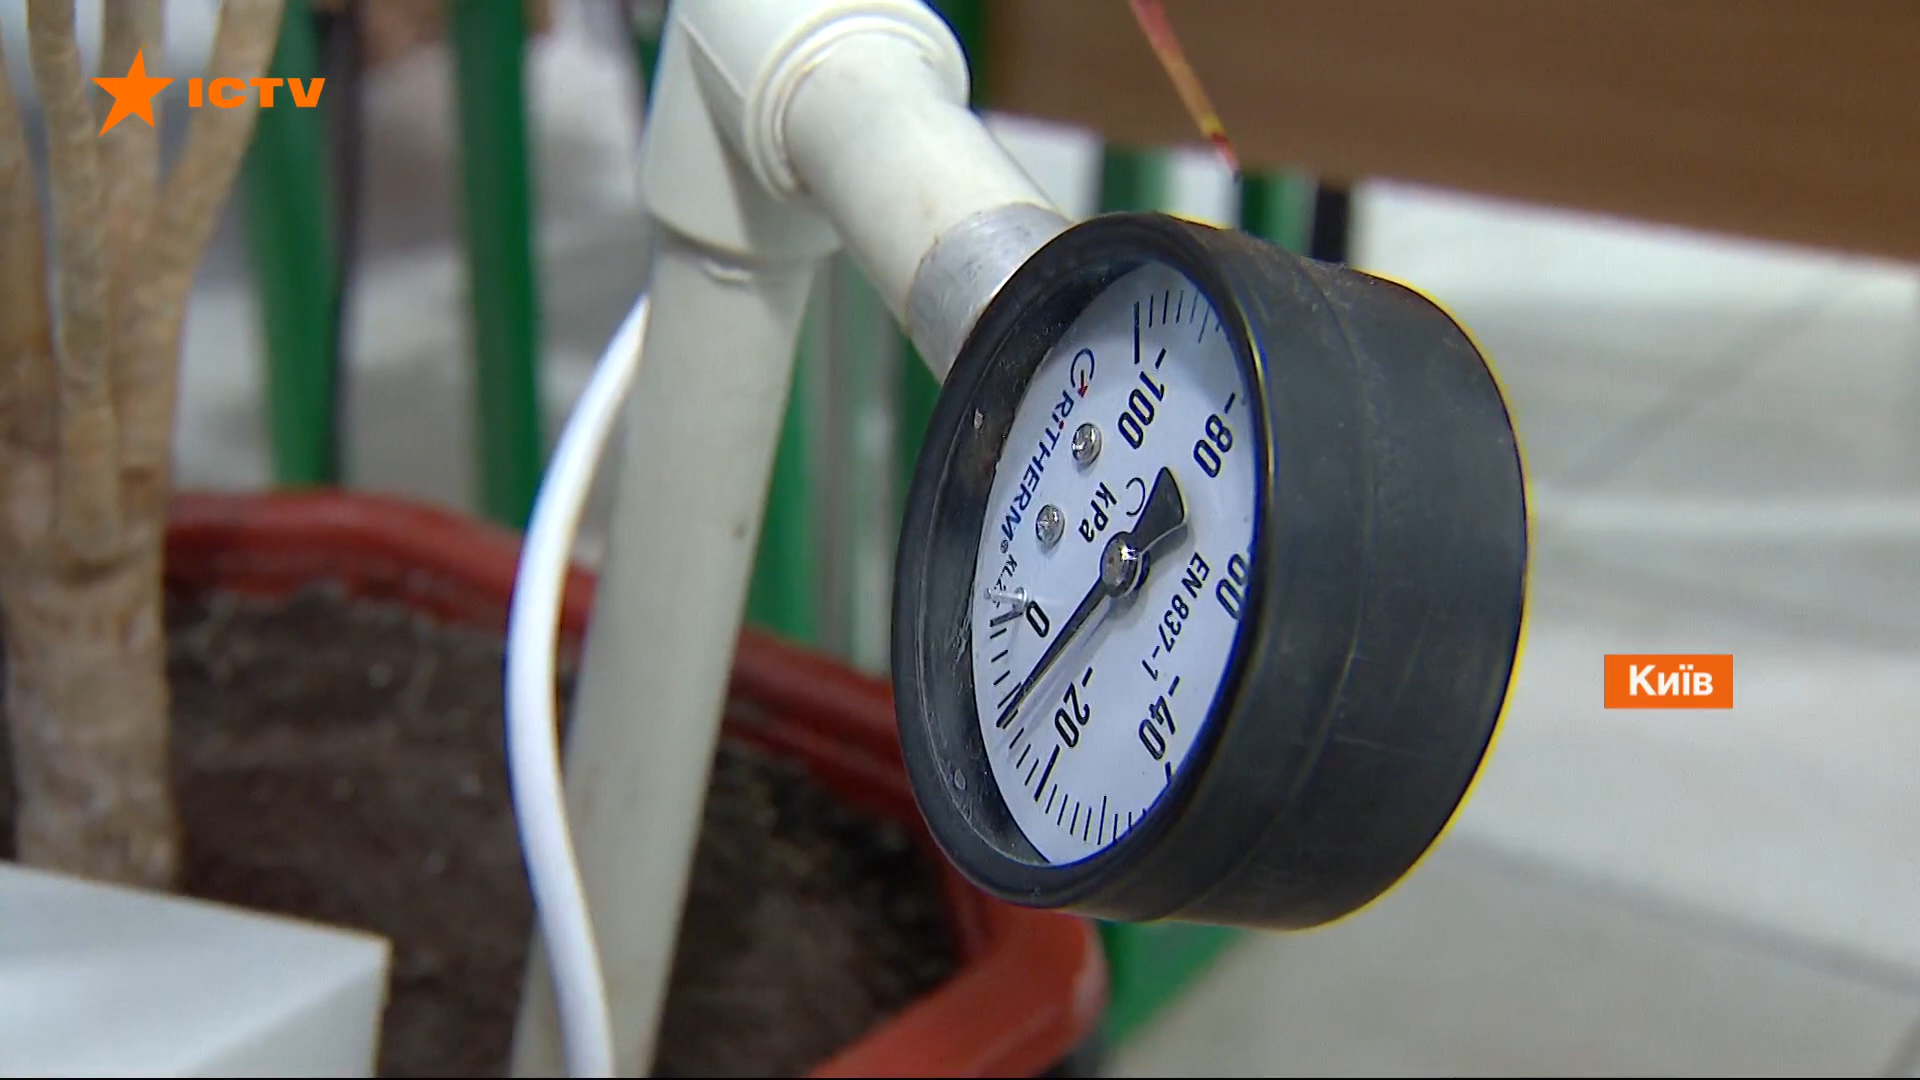 ICTV
-100
-80
60
-40
-20
0
GRiTHERM®
kPa
EN 837-1
Київ